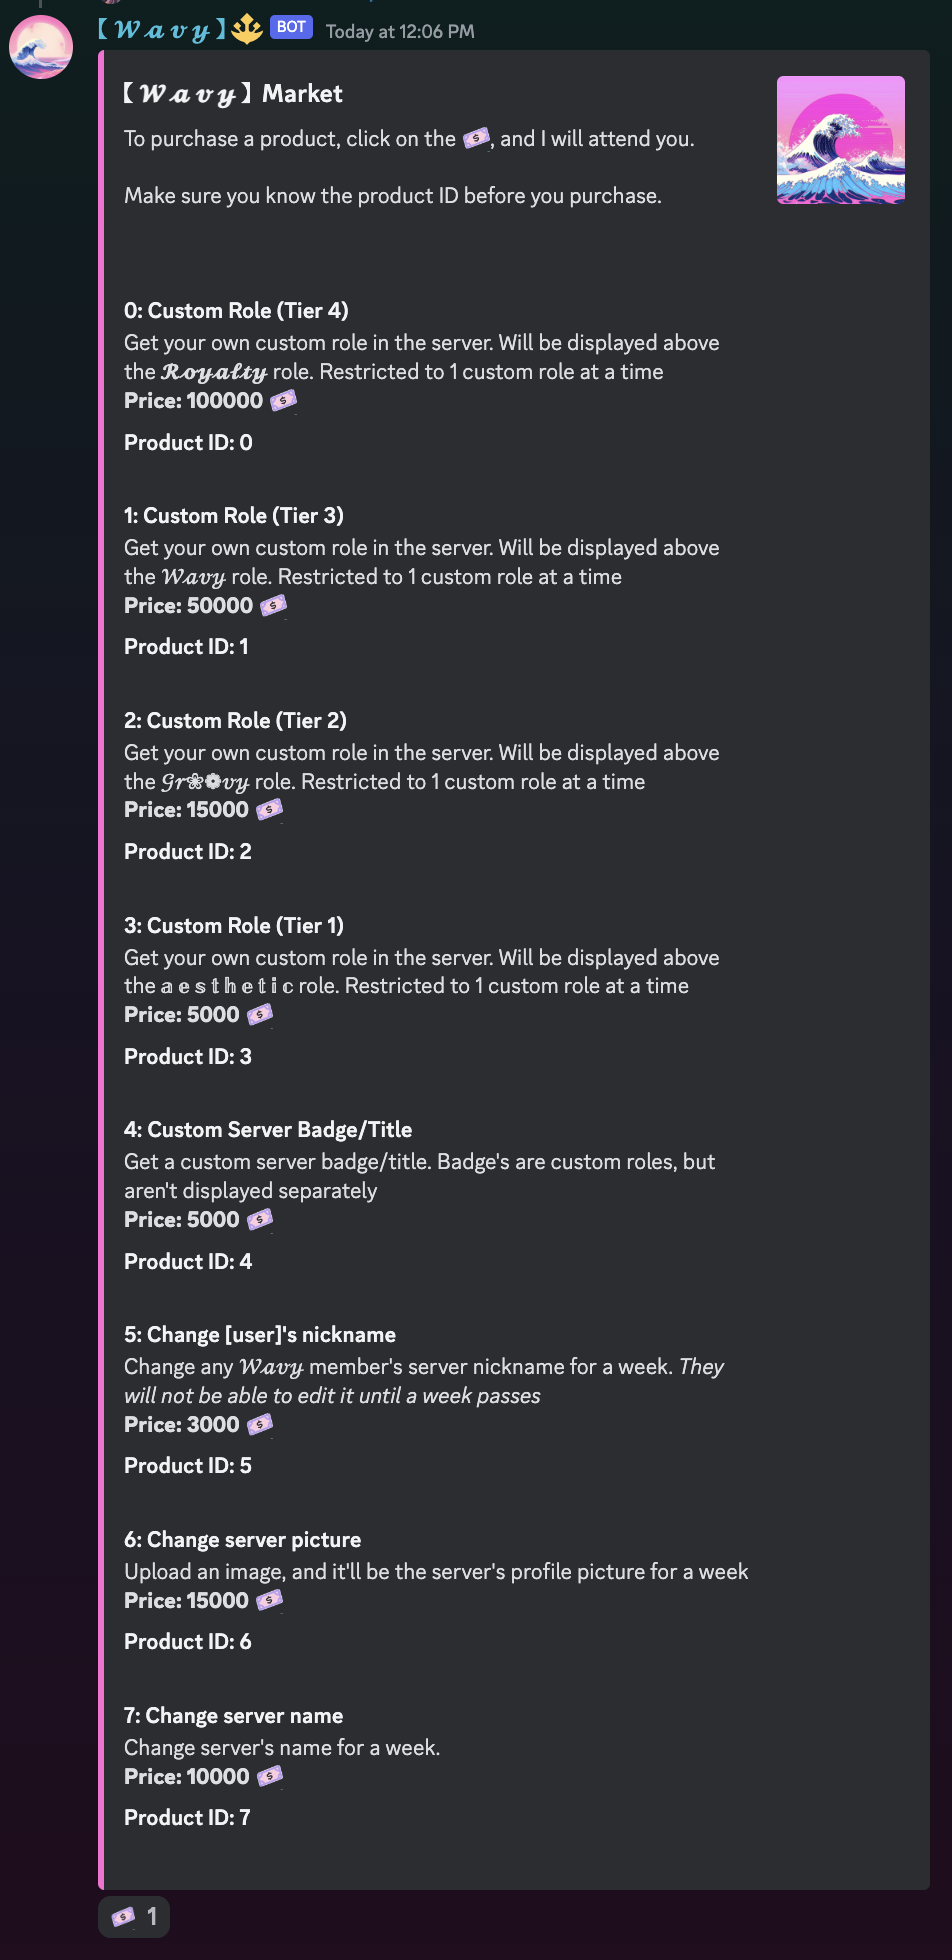 【 𝓦 𝓪 𝓿 𝔂 】 BOT Today at 12:06 PM
【 𝓦 𝓪 𝓿 𝔂 】 Market
To purchase a product, click on the , and I will attend you.
Make sure you know the product ID before you purchase.
0: Custom Role (Tier 4)
Get your own custom role in the server. Will be displayed above
the 𝓡𝓸𝔂𝓪𝓵𝓽𝔂 role. Restricted to 1 custom role at a time
Price: 100000
Product ID: 0
1: Custom Role (Tier 3)
Get your own custom role in the server. Will be displayed above
the 𝒲𝒶𝓋𝓎 role. Restricted to 1 custom role at a time
Price: 50000
Product ID: 1
2: Custom Role (Tier 2)
Get your own custom role in the server. Will be displayed above
the 𝒢𝓇❀❁𝓋𝓎 role. Restricted to 1 custom role at a time
Price: 15000
Product ID: 2
3: Custom Role (Tier 1)
Get your own custom role in the server. Will be displayed above
the 𝕒 𝕖 𝕤 𝕥 𝕙 𝕖 𝕥 𝕚 𝕔 role. Restricted to 1 custom role at a time
Price: 5000
Product ID: 3
4: Custom Server Badge/Title
Get a custom server badge/title. Badge's are custom roles, but
aren't displayed separately
Price: 5000
Product ID: 4
5: Change [user]'s nickname
Change any 𝒲𝒶𝓋𝓎 member's server nickname for a week. They
will not be able to edit it until a week passes
Price: 3000
Product ID: 5
6: Change server picture
Upload an image, and it'll be the server's profile picture for a week
Price: 15000
Product ID: 6
7: Change server name
Change server's name for a week.
Price: 10000
Product ID: 7
1